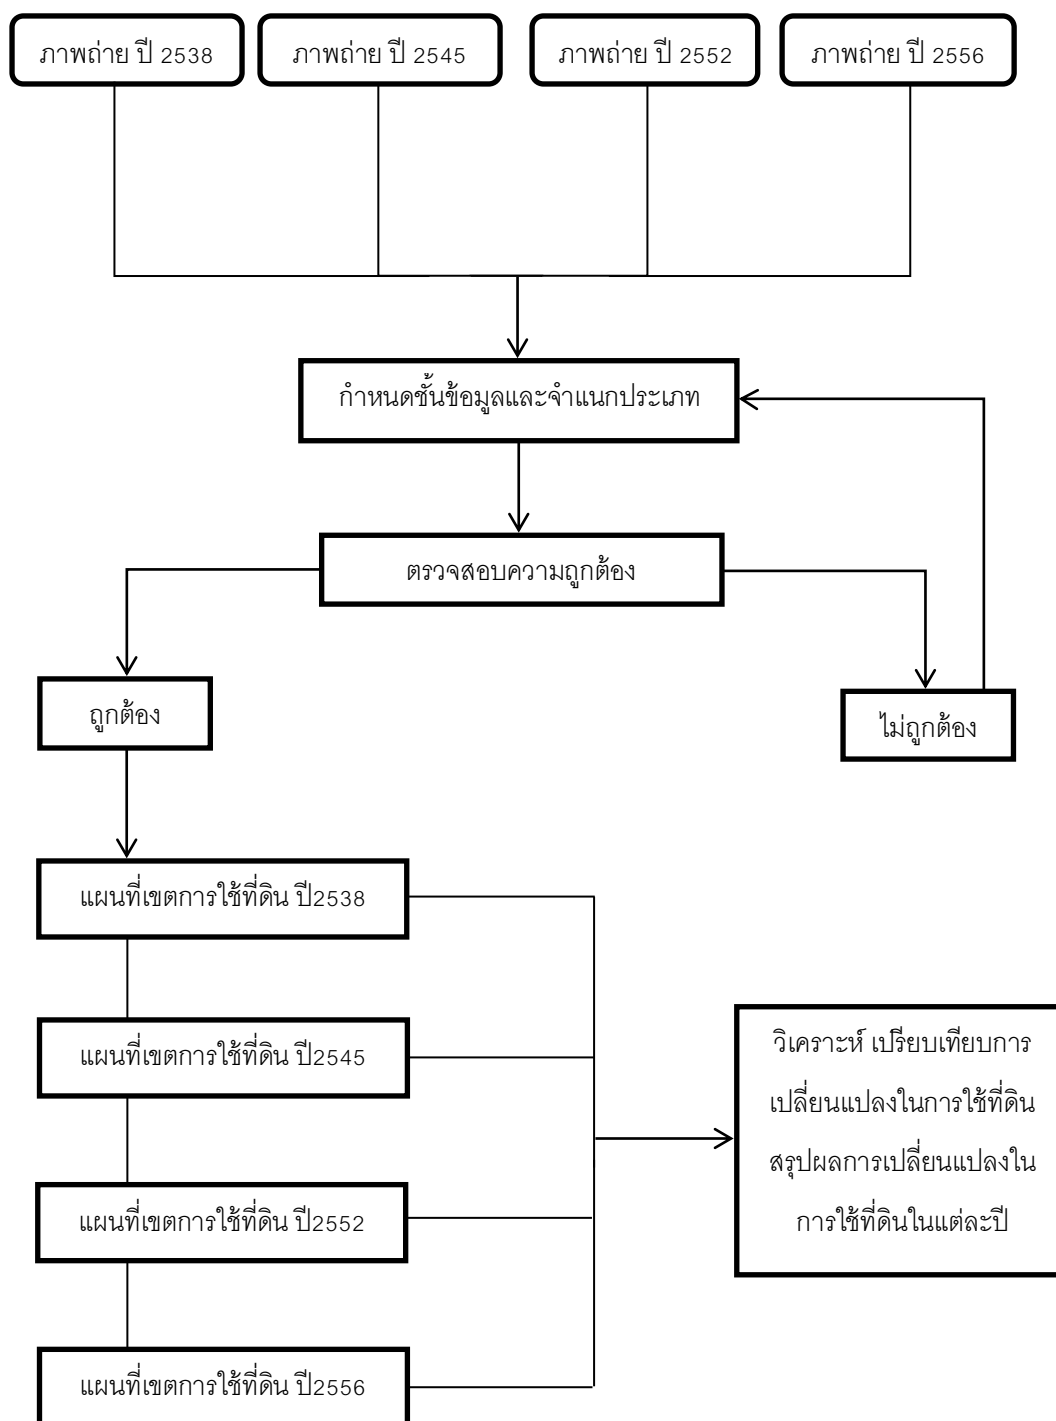 ภาพถ่าย ปี 2538
ภาพถ่าย ปี 2545
ภาพถ่าย ปี 2552
ภาพถ่าย ปี 2556
กำหนดชั้นข้อมูลและจำแนกประเภท
ตรวจสอบความถูกต้อง
ถูกต้อง
ไม่ถูกต้อง
แผนที่เขตการใช้ที่ดิน ปี2538
แผนที่เขตการใช้ที่ดิน ปี2545
แผนที่เขตการใช้ที่ดิน ปี2552
แผนที่เขตการใช้ที่ดิน ปี2556
วิเคราะห์ เปรียบเทียบการ
เปลี่ยนแปลงในการใช้ที่ดิน
สรุปผลการเปลี่ยนแปลงใน
การใช้ที่ดินในแต่ละปี